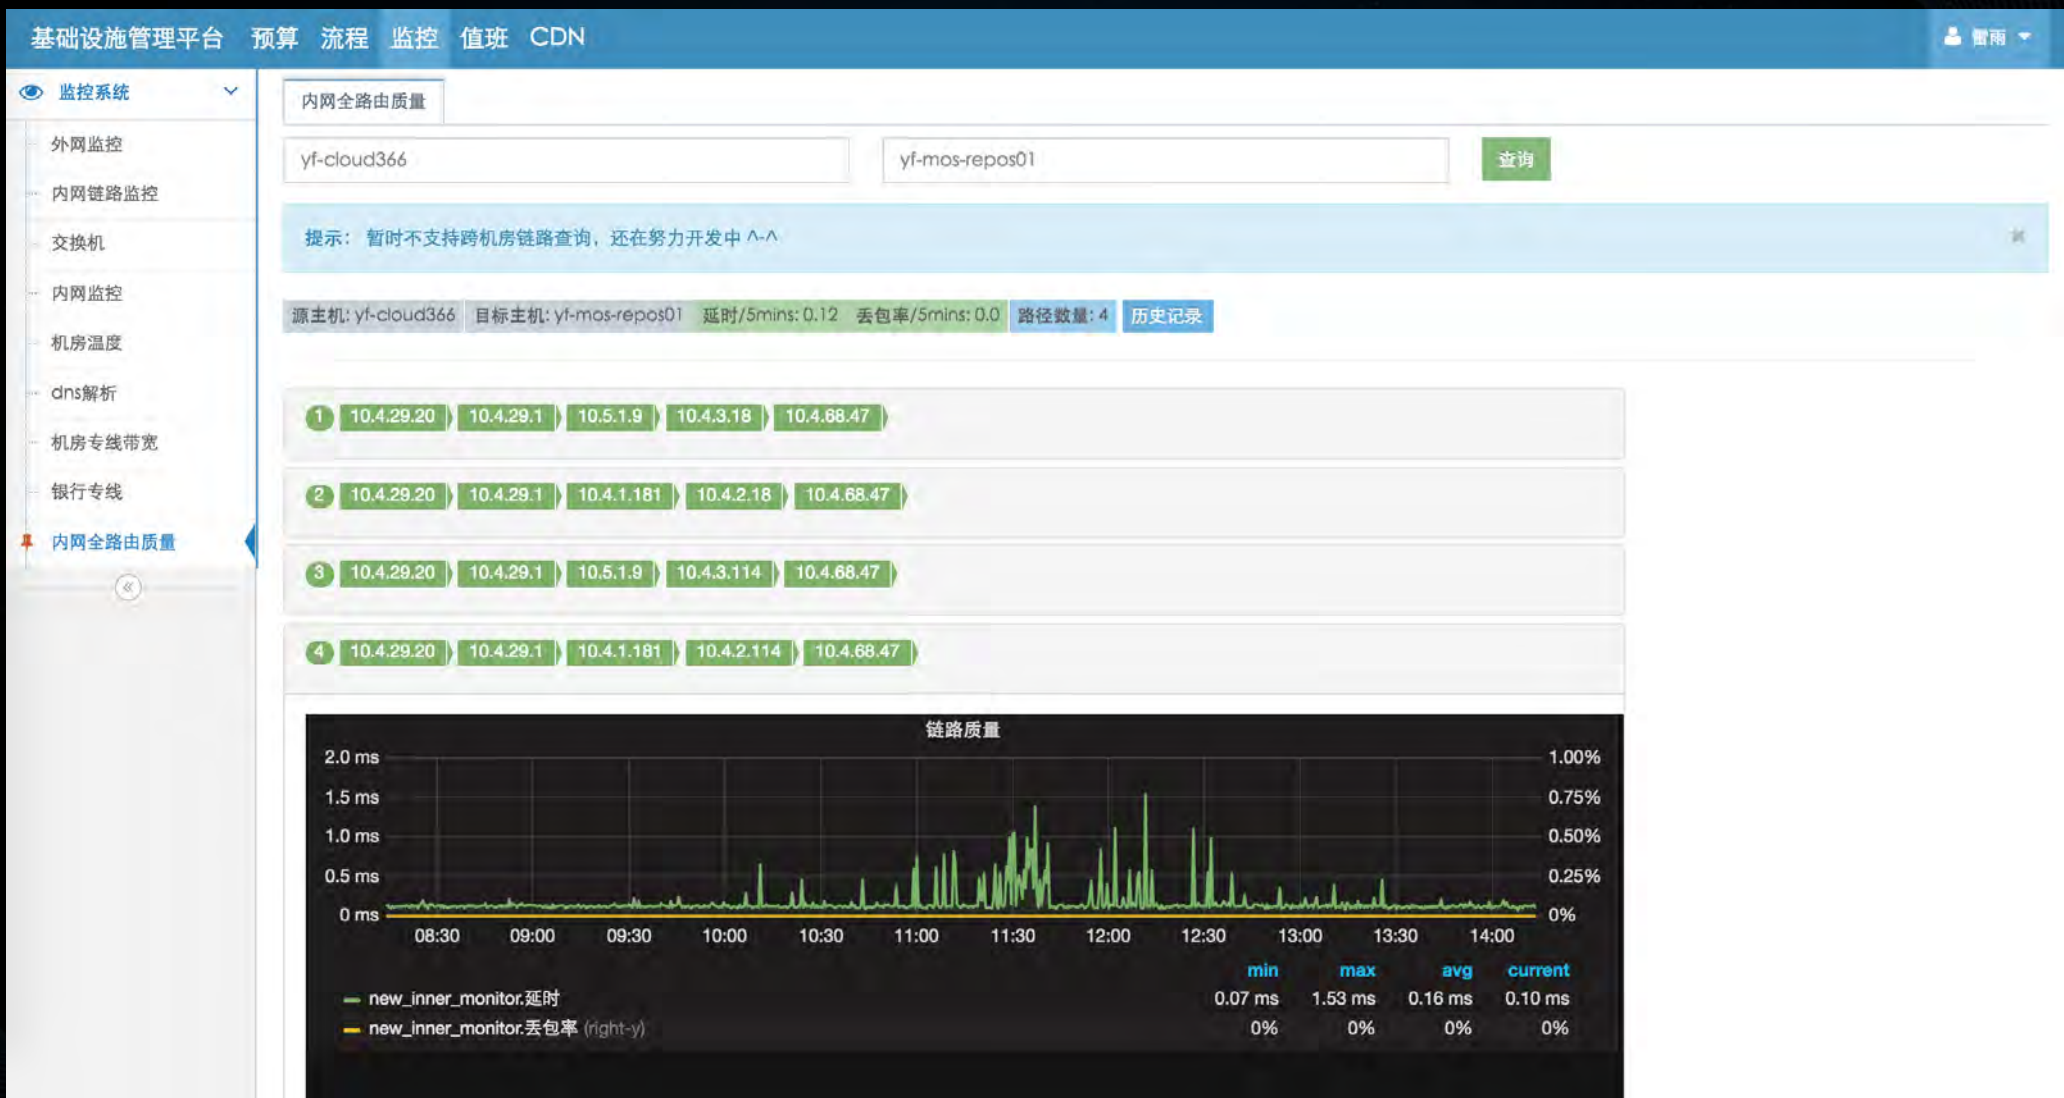 基础设施管理平台 预算 流程 监控 值班 CDN 雷雨
监控系统
外网监控
内网链路监控
交换机
内网监控
机房温度
dns解析
机房专线带宽
银行专线
内网全路由质量
内网全路由质量
yf-cloud366 yf-mos-repos01 查询
提示： 暂时不支持跨机房链路查询，还在努力开发中 ^-^
源主机: yf-cloud366 目标主机: yf-mos-repos01 延时/5mins: 0.12 丢包率/5mins: 0.0 路径数量: 4 历史记录
1 10.4.29.20 10.4.29.1 10.5.1.9 10.4.3.18 10.4.68.47
2 10.4.29.20 10.4.29.1 10.4.1.181 10.4.2.18 10.4.68.47
3 10.4.29.20 10.4.29.1 10.5.1.9 10.4.3.114 10.4.68.47
4 10.4.29.20 10.4.29.1 10.4.1.181 10.4.2.114 10.4.68.47
链路质量
2.0 ms 1.00%
1.5 ms 0.75%
1.0 ms 0.50%
0.5 ms 0.25%
0 ms 0%
08:30 09:00 09:30 10:00 10:30 11:00 11:30 12:00 12:30 13:00 13:30 14:00
min max avg current
new_inner_monitor.延时 0.07 ms 1.53 ms 0.16 ms 0.10 ms
new_inner_monitor.丢包率 (right-y) 0% 0% 0% 0%